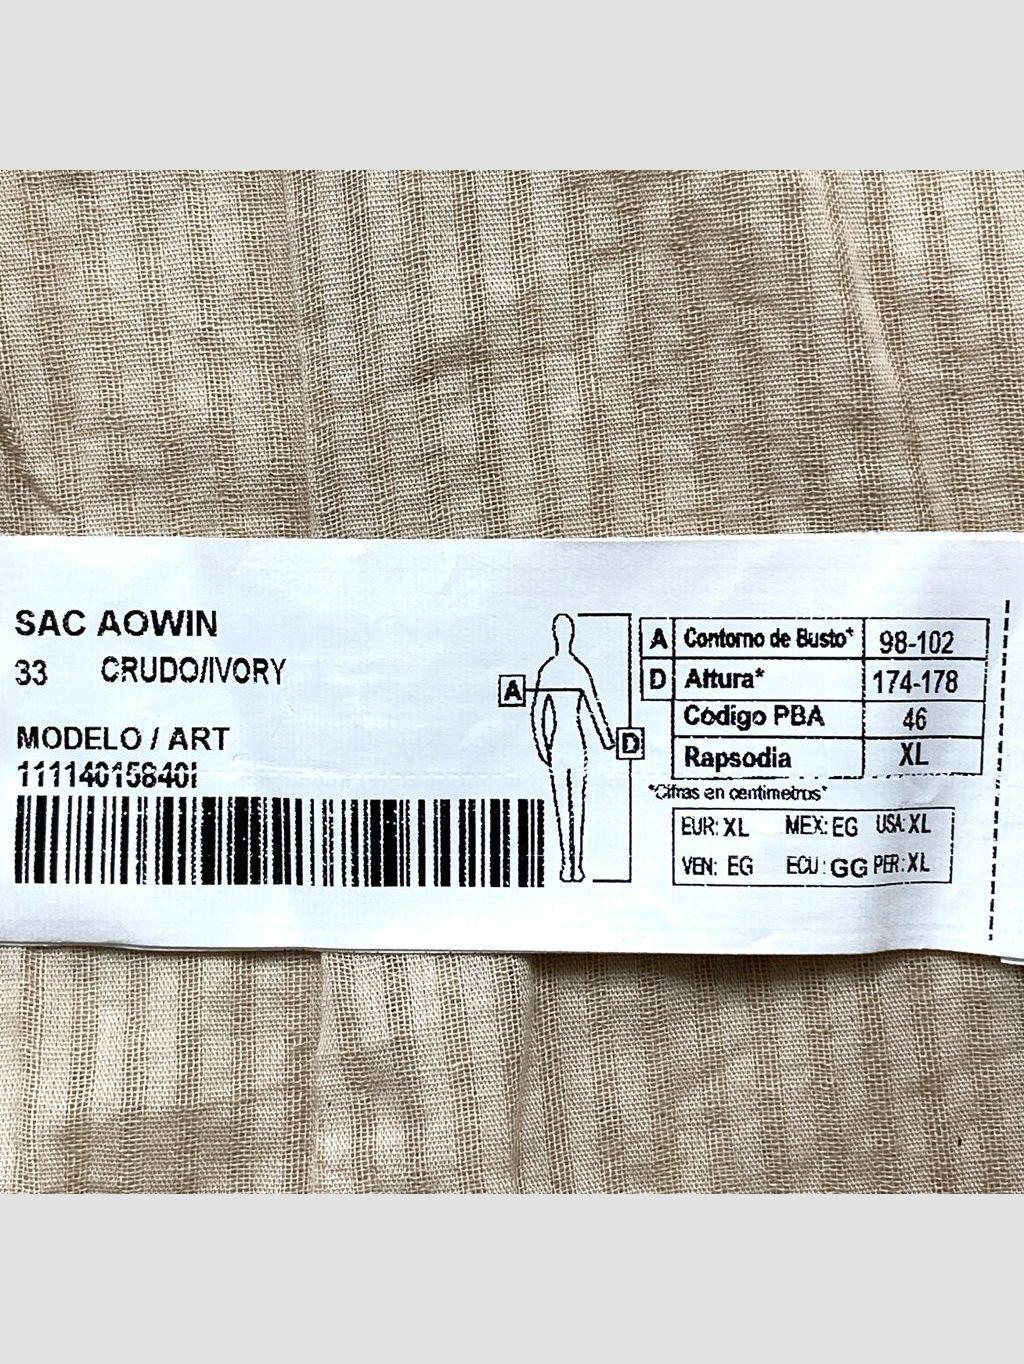 SAC AOWIN
33 CRUDO/IVORY
MODELO / ART
11114015840I
A
D
A Contorno de Busto* 98-102
D Altura* 174-178
Código PBA 46
Rapsodia XL
*Cifras en centimetros*
EUR: XL MEX: EG USA: XL
VEN: EG ECU: GG PER: XL